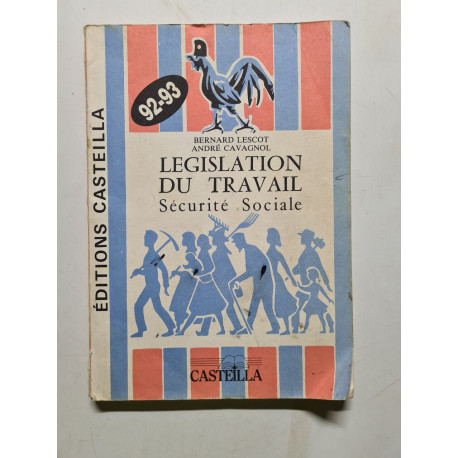 ÉDITIONS CASTEILLA
92-93
BERNARD LESCOT
ANDRÉ CAVAGNOL
LEGISLATION
DU TRAVAIL
Sécurité Sociale
CASTEILLA